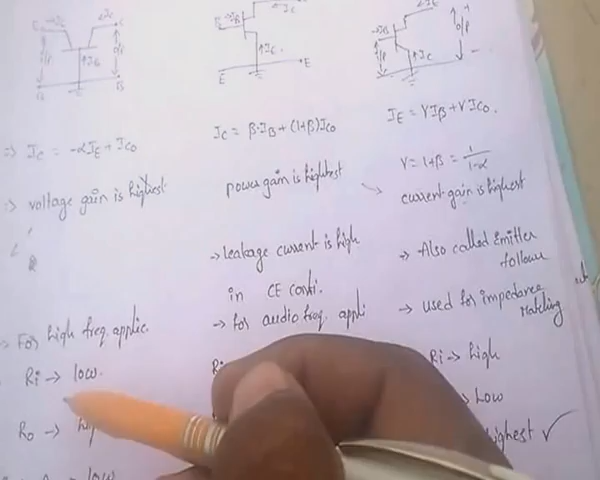 IC = -αIE + ICO
IC = β·IB + (1+β)ICO
IE = γIB + γICO.
γ = 1+β = 1/1-α
voltage gain is highest
power gain is highest
current gain is highest
→ leakage current is high
in CE
→ Also called Emitter
follower
For high freq. applic.
→ for audio freq. appli
→ used for impedance
Matching
Ri → low.
Ri → high
Ro →
Low
highest ✓
low